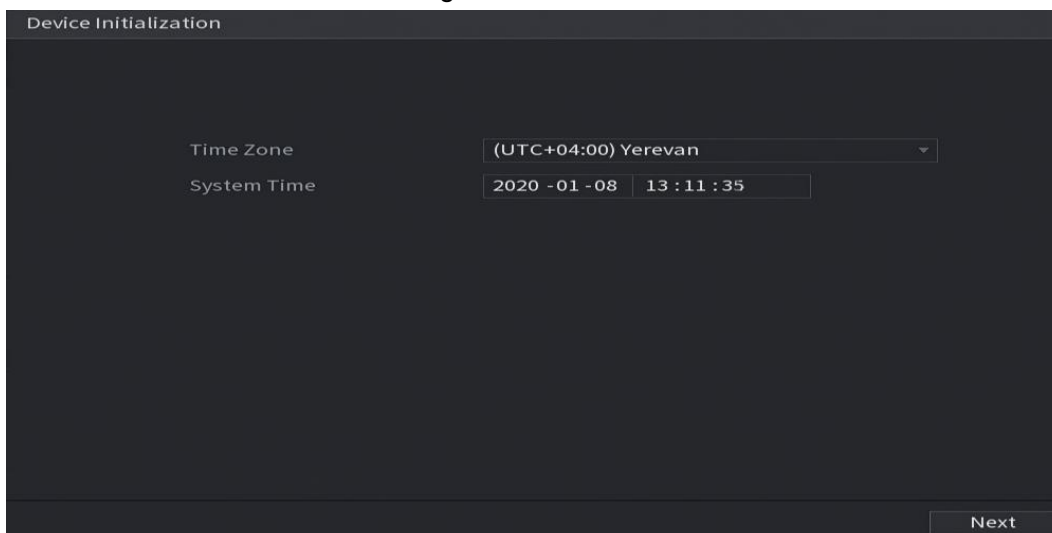 Device Initialization
Time Zone (UTC+04:00) Yerevan
System Time 2020 -01 -08 13 : 11 : 35
Next